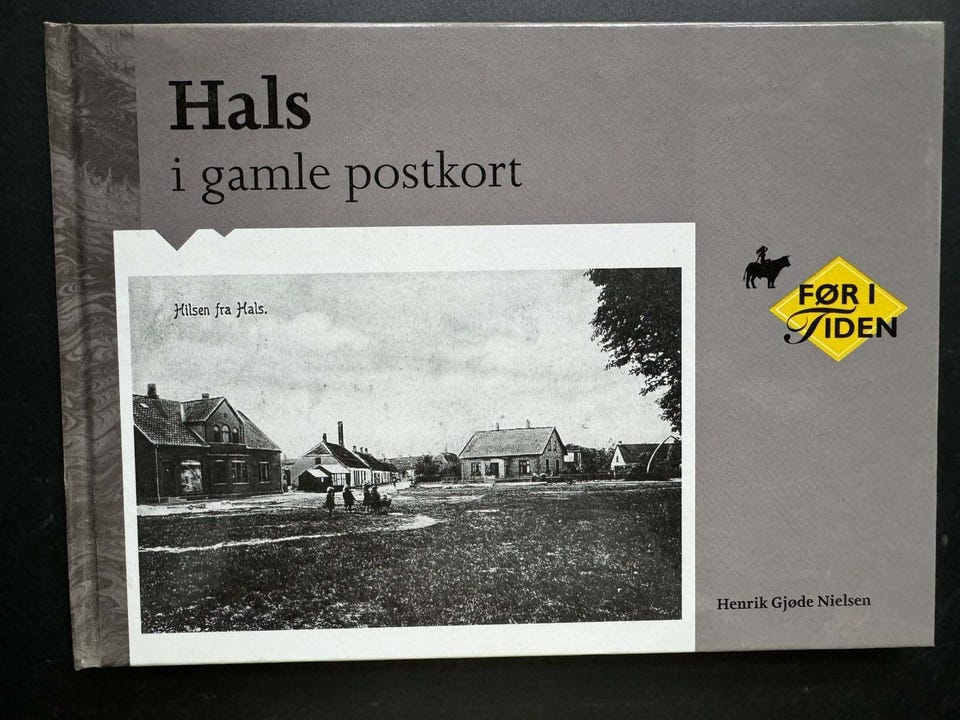 Hals
i gamle postkort
Hilsen fra Hals.
FØR I
TIDEN
Henrik Gjøde Nielsen